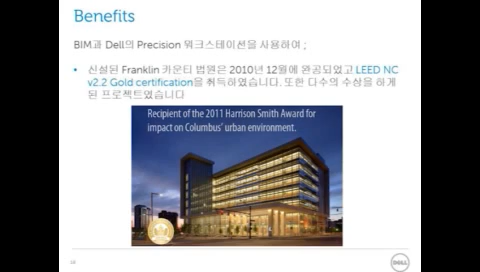 Benefits
BIM과 Dell의 Precision 워크스테이션을 사용하여 ;
• 신설된 Franklin 카운티 법원은 2010년 12월에 완공되었고 LEED NC
v2.2 Gold certification을 취득하였습니다. 또한 다수의 수상을 하게
된 프로젝트였습니다
Recipient of the 2011 Harrison Smith Award for
impact on Columbus' urban environment.
DELL